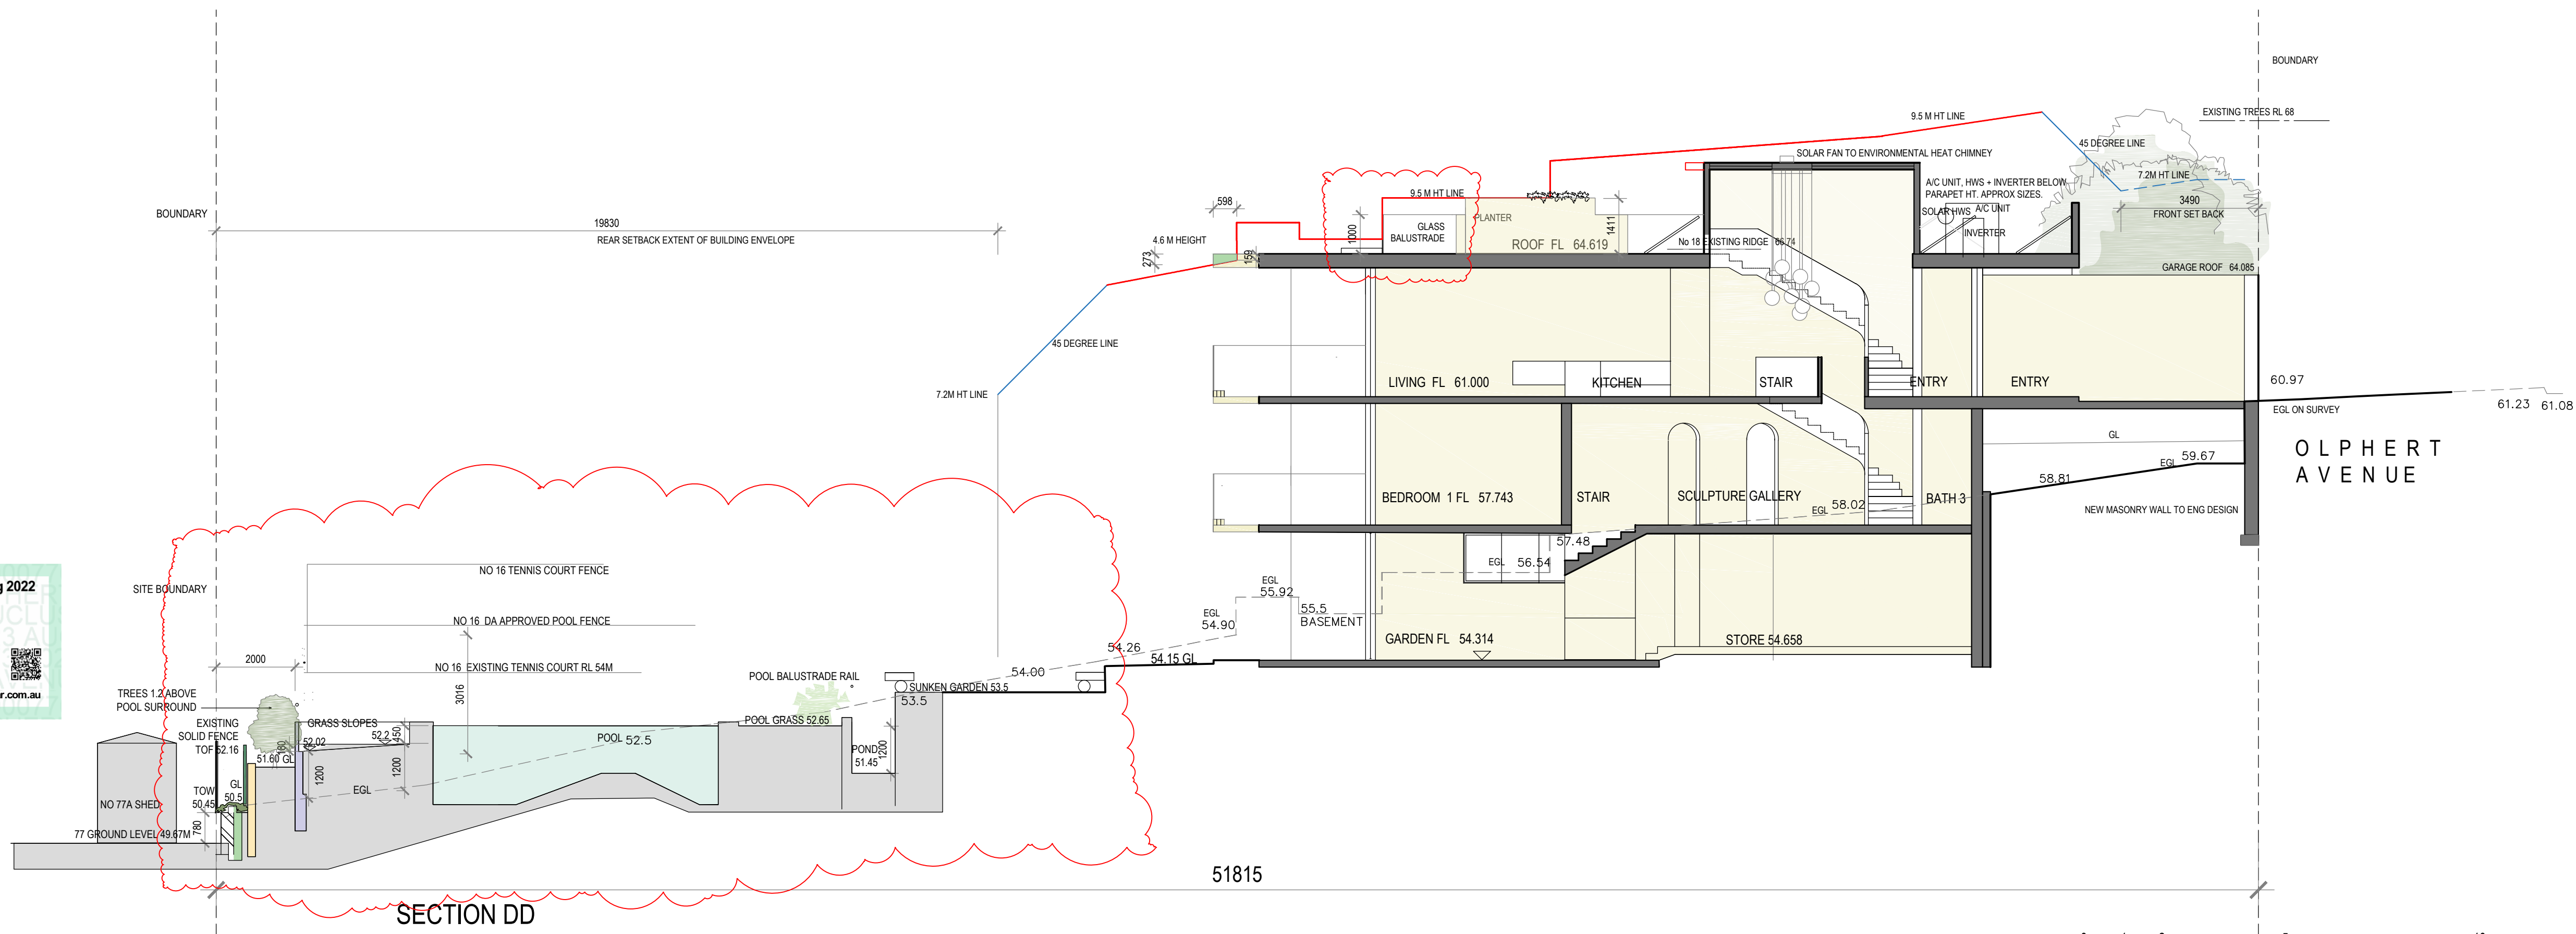 BOUNDARY
EXISTING TREES RL 68
9.5 M HT LINE
45 DEGREE LINE
SOLAR FAN TO ENVIRONMENTAL HEAT CHIMNEY
7.2M HT LINE
A/C UNIT, HWS + INVERTER BELOW
PARAPET HT. APPROX SIZES.
SOLAR HWS
A/C UNIT
INVERTER
3490
FRONT SET BACK
BOUNDARY
19830
REAR SETBACK EXTENT OF BUILDING ENVELOPE
598
9.5 M HT LINE
4.6 M HEIGHT
273
159
1000
GLASS
BALUSTRADE
PLANTER
1411
ROOF FL 64.619
No 18 EXISTING RIDGE 66.74
GARAGE ROOF 64.085
45 DEGREE LINE
7.2M HT LINE
LIVING FL 61.000
KITCHEN
STAIR
ENTRY
ENTRY
60.97
EGL ON SURVEY
61.23
61.08
GL
OLPHERT
AVENUE
EGL 59.67
58.81
NEW MASONRY WALL TO ENG DESIGN
BEDROOM 1 FL 57.743
STAIR
SCULPTURE GALLERY
EGL 58.02
BATH 3
57.48
EGL 56.54
EGL
55.92
55.5
BASEMENT
EGL
54.90
GARDEN FL 54.314
STORE 54.658
54.26
54.15 GL
54.00
g 2022
r.com.au
SITE BOUNDARY
NO 16 TENNIS COURT FENCE
NO 16 DA APPROVED POOL FENCE
NO 16 EXISTING TENNIS COURT RL 54M
2000
3016
TREES 1.2 ABOVE
POOL SURROUND
POOL BALUSTRADE RAIL
SUNKEN GARDEN 53.5
53.5
EXISTING
SOLID FENCE
TOF 52.16
GRASS SLOPES
52.2
52.02
450
160
POOL GRASS 52.65
POOL 52.5
POND
51.45
1200
51.60 GL
1200
1200
EGL
GL
50.5
TOW
50.45
NO 77A SHED
780
77 GROUND LEVEL 49.67M
51815
SECTION DD